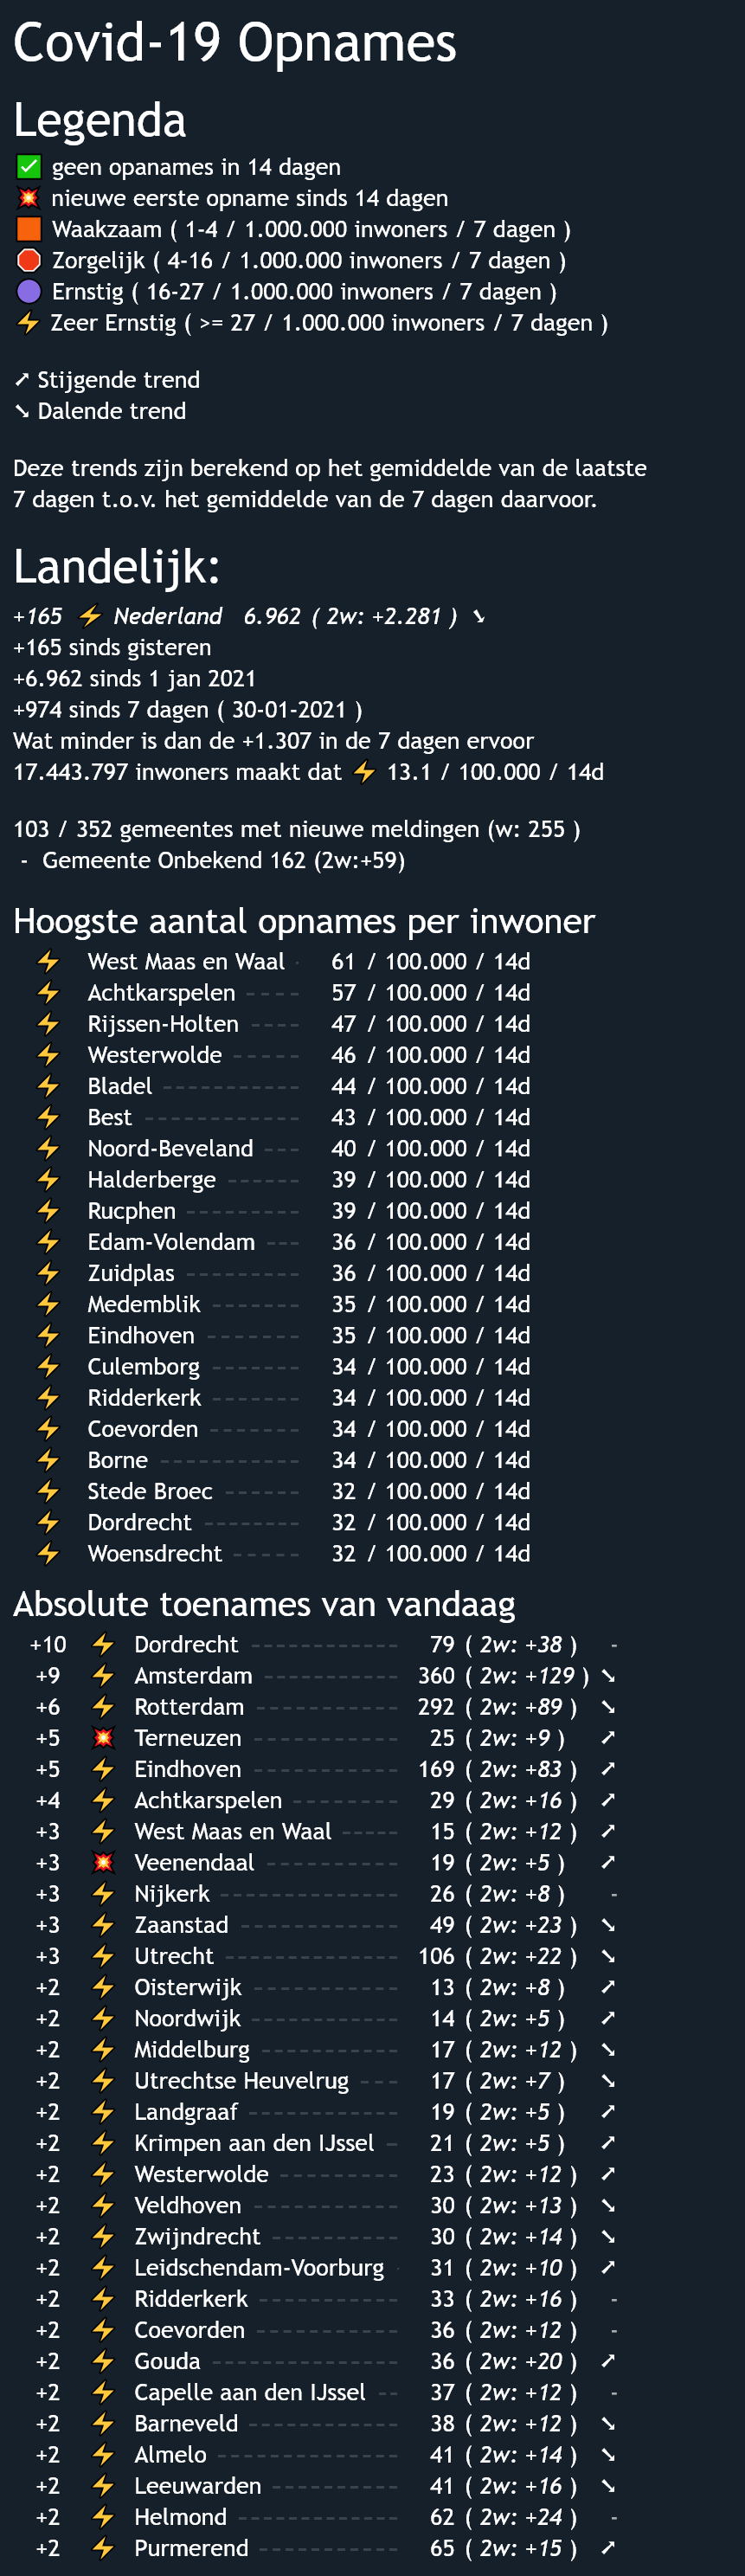 Covid-19 Opnames
Legenda
✅ geen opanames in 14 dagen
💥 nieuwe eerste opname sinds 14 dagen
🟧 Waakzaam ( 1-4 / 1.000.000 inwoners / 7 dagen )
🛑 Zorgelijk ( 4-16 / 1.000.000 inwoners / 7 dagen )
🟣 Ernstig ( 16-27 / 1.000.000 inwoners / 7 dagen )
⚡ Zeer Ernstig ( >= 27 / 1.000.000 inwoners / 7 dagen )
↗ Stijgende trend
↘ Dalende trend
Deze trends zijn berekend op het gemiddelde van de laatste
7 dagen t.o.v. het gemiddelde van de 7 dagen daarvoor.
Landelijk:
+165 ⚡ Nederland 6.962 ( 2w: +2.281 ) ↘
+165 sinds gisteren
+6.962 sinds 1 jan 2021
+974 sinds 7 dagen ( 30-01-2021 )
Wat minder is dan de +1.307 in de 7 dagen ervoor
17.443.797 inwoners maakt dat ⚡ 13.1 / 100.000 / 14d
103 / 352 gemeentes met nieuwe meldingen (w: 255 )
- Gemeente Onbekend 162 (2w:+59)
Hoogste aantal opnames per inwoner
⚡ West Maas en Waal - 61 / 100.000 / 14d
⚡ Achtkarspelen ---- 57 / 100.000 / 14d
⚡ Rijssen-Holten ---- 47 / 100.000 / 14d
⚡ Westerwolde ----- 46 / 100.000 / 14d
⚡ Bladel ----------- 44 / 100.000 / 14d
⚡ Best ------------ 43 / 100.000 / 14d
⚡ Noord-Beveland --- 40 / 100.000 / 14d
⚡ Halderberge ------ 39 / 100.000 / 14d
⚡ Rucphen --------- 39 / 100.000 / 14d
⚡ Edam-Volendam --- 36 / 100.000 / 14d
⚡ Zuidplas --------- 36 / 100.000 / 14d
⚡ Medemblik ------- 35 / 100.000 / 14d
⚡ Eindhoven ------- 35 / 100.000 / 14d
⚡ Culemborg ------- 34 / 100.000 / 14d
⚡ Ridderkerk ------- 34 / 100.000 / 14d
⚡ Coevorden ------- 34 / 100.000 / 14d
⚡ Borne ----------- 34 / 100.000 / 14d
⚡ Stede Broec ------ 32 / 100.000 / 14d
⚡ Dordrecht -------- 32 / 100.000 / 14d
⚡ Woensdrecht ----- 32 / 100.000 / 14d
Absolute toenames van vandaag
+10 ⚡ Dordrecht ------------ 79 ( 2w: +38 ) -
+9 ⚡ Amsterdam ----------- 360 ( 2w: +129 ) ↘
+6 ⚡ Rotterdam ----------- 292 ( 2w: +89 ) ↘
+5 💥 Terneuzen ----------- 25 ( 2w: +9 ) ↗
+5 ⚡ Eindhoven ------------ 169 ( 2w: +83 ) ↗
+4 ⚡ Achtkarspelen -------- 29 ( 2w: +16 ) ↗
+3 ⚡ West Maas en Waal ----- 15 ( 2w: +12 ) ↗
+3 💥 Veenendaal ----------- 19 ( 2w: +5 ) ↗
+3 ⚡ Nijkerk -------------- 26 ( 2w: +8 ) -
+3 ⚡ Zaanstad ------------ 49 ( 2w: +23 ) ↘
+3 ⚡ Utrecht -------------- 106 ( 2w: +22 ) ↘
+2 ⚡ Oisterwijk ----------- 13 ( 2w: +8 ) ↗
+2 ⚡ Noordwijk ----------- 14 ( 2w: +5 ) ↗
+2 ⚡ Middelburg ----------- 17 ( 2w: +12 ) ↘
+2 ⚡ Utrechtse Heuvelrug --- 17 ( 2w: +7 ) ↘
+2 ⚡ Landgraaf ------------ 19 ( 2w: +5 ) ↗
+2 ⚡ Krimpen aan den IJssel - 21 ( 2w: +5 ) ↗
+2 ⚡ Westerwolde --------- 23 ( 2w: +12 ) ↗
+2 ⚡ Veldhoven ----------- 30 ( 2w: +13 ) ↘
+2 ⚡ Zwijndrecht ---------- 30 ( 2w: +14 ) ↘
+2 ⚡ Leidschendam-Voorburg - 31 ( 2w: +10 ) ↗
+2 ⚡ Ridderkerk ----------- 33 ( 2w: +16 ) -
+2 ⚡ Coevorden ----------- 36 ( 2w: +12 ) -
+2 ⚡ Gouda --------------- 36 ( 2w: +20 ) ↗
+2 ⚡ Capelle aan den IJssel -- 37 ( 2w: +12 ) -
+2 ⚡ Barneveld ------------ 38 ( 2w: +12 ) ↘
+2 ⚡ Almelo -------------- 41 ( 2w: +14 ) ↘
+2 ⚡ Leeuwarden ---------- 41 ( 2w: +16 ) ↘
+2 ⚡ Helmond ------------- 62 ( 2w: +24 ) -
+2 ⚡ Purmerend ----------- 65 ( 2w: +15 ) ↗